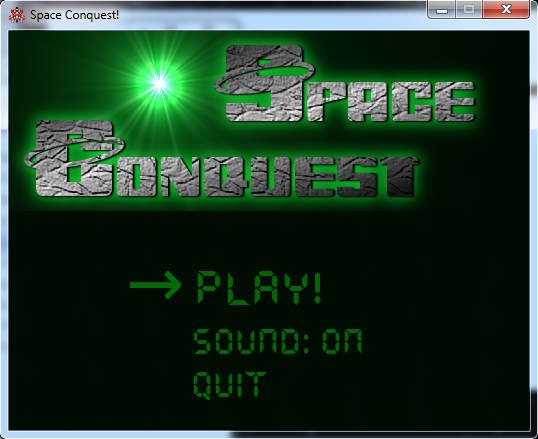 Space Conquest!
SPACE
CONQUEST
→ PLAY!
SOUND: ON
QUIT